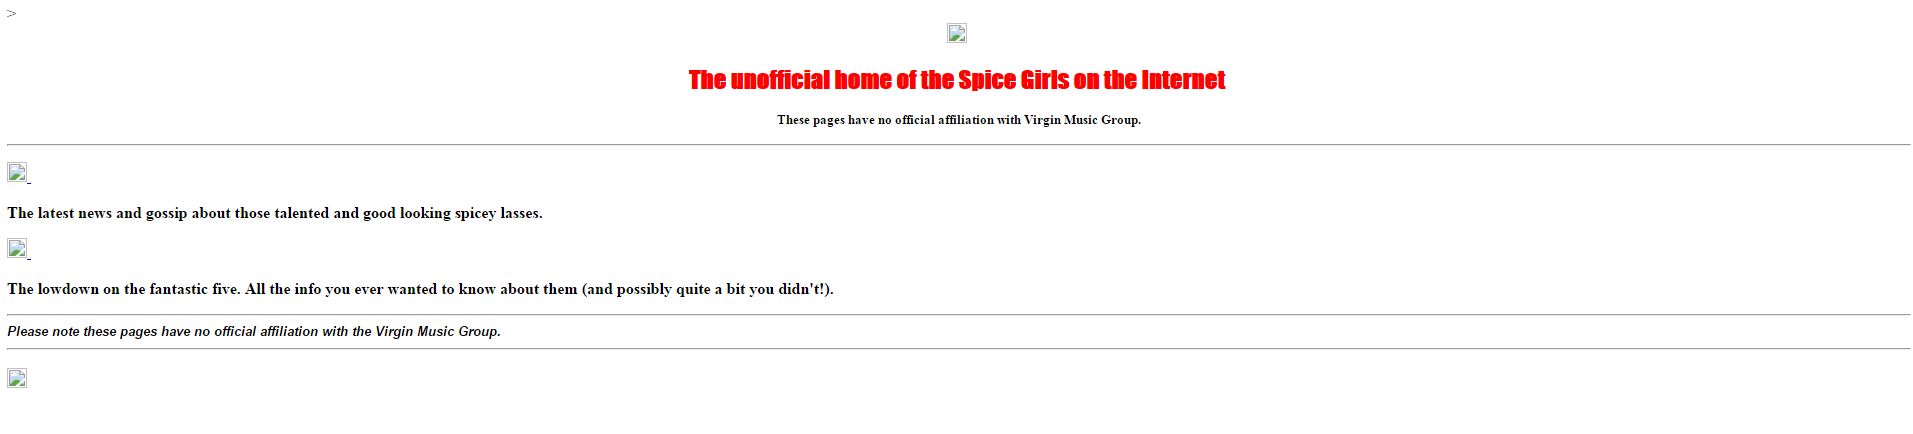 >
The unofficial home of the Spice Girls on the Internet
These pages have no official affiliation with Virgin Music Group.
The latest news and gossip about those talented and good looking spicey lasses.
The lowdown on the fantastic five. All the info you ever wanted to know about them (and possibly quite a bit you didn't!).
Please note these pages have no official affiliation with the Virgin Music Group.